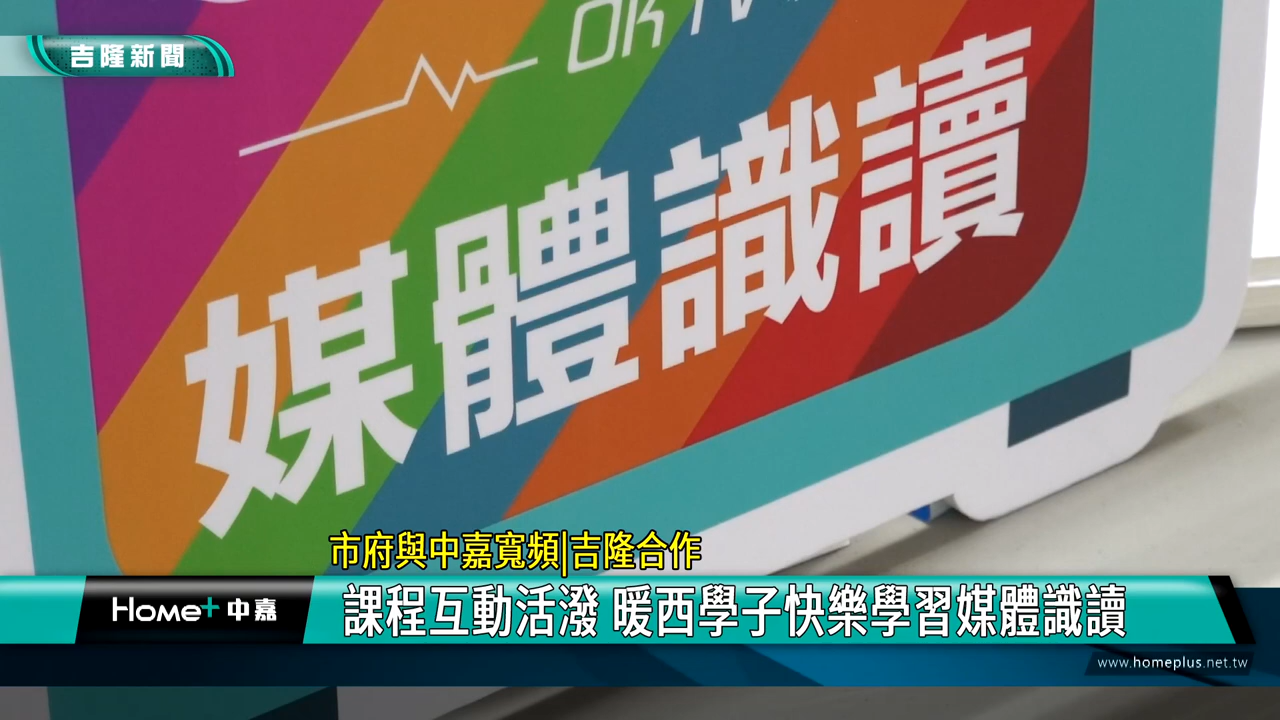 吉隆新聞
OK
媒體識讀
市府與中嘉寬頻|吉隆合作
Home+中嘉
課程互動活潑 暖西學子快樂學習媒體識讀
www.homeplus.net.tw